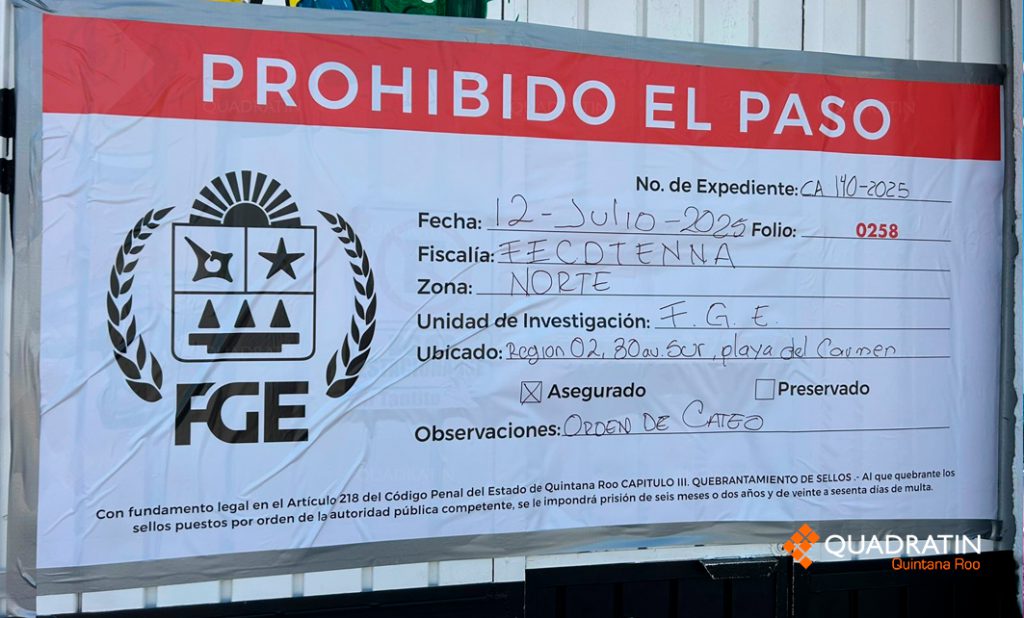 PROHIBIDO EL PASO
No. de Expediente: CA 140-2025
Fecha: 12-Julio-2025 Folio: 0258
Fiscalía: FECDTENNA
Zona: NORTE
Unidad de Investigación: F. G. E.
Ubicado: Region 02, 30 av. Sur, playa del Carmen
Asegurado Preservado
Observaciones: ORDEN DE CATEO
FGE
Con fundamento legal en el Artículo 218 del Código Penal del Estado de Quintana Roo CAPITULO III. QUEBRANTAMIENTO DE SELLOS .- Al que quebrante los
sellos puestos por orden de la autoridad pública competente, se le impondrá prisión de seis meses o dos años y de veinte a sesenta días de multa.
QUADRATIN
Quintana Roo